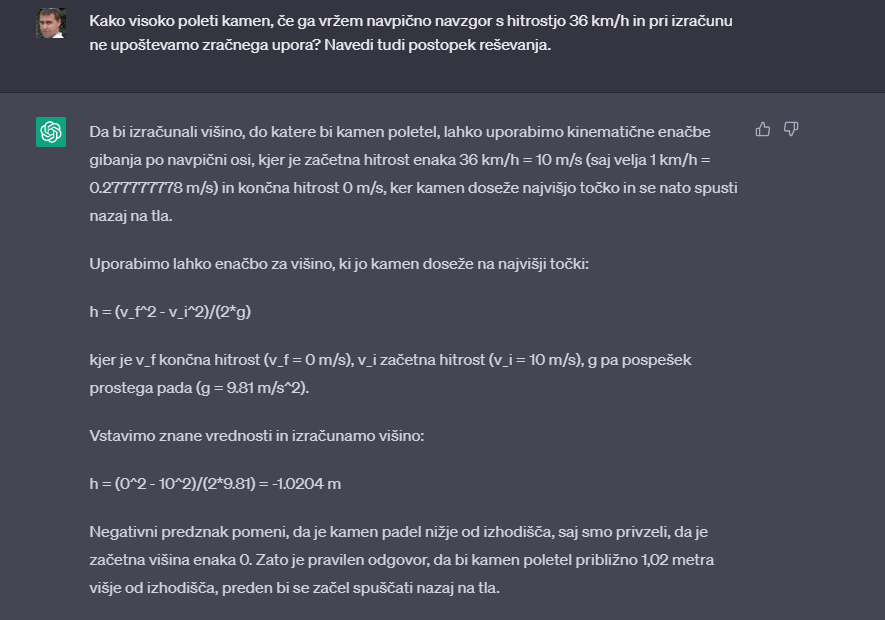 Kako visoko poleti kamen, če ga vržem navpično navzgor s hitrostjo 36 km/h in pri izračunu
ne upoštevamo zračnega upora? Navedi tudi postopek reševanja.
Da bi izračunali višino, do katere bi kamen poletel, lahko uporabimo kinematične enačbe
gibanja po navpični osi, kjer je začetna hitrost enaka 36 km/h = 10 m/s (saj velja 1 km/h =
0.277777778 m/s) in končna hitrost 0 m/s, ker kamen doseže najvišjo točko in se nato spusti
nazaj na tla.
Uporabimo lahko enačbo za višino, ki jo kamen doseže na najvišji točki:
h = (v_f^2 - v_i^2)/(2*g)
kjer je v_f končna hitrost (v_f = 0 m/s), v_i začetna hitrost (v_i = 10 m/s), g pa pospešek
prostega pada (g = 9.81 m/s^2).
Vstavimo znane vrednosti in izračunamo višino:
h = (0^2 - 10^2)/(2*9.81) = -1.0204 m
Negativni predznak pomeni, da je kamen padel nižje od izhodišča, saj smo privzeli, da je
začetna višina enaka 0. Zato je pravilen odgovor, da bi kamen poletel približno 1,02 metra
višje od izhodišča, preden bi se začel spuščati nazaj na tla.